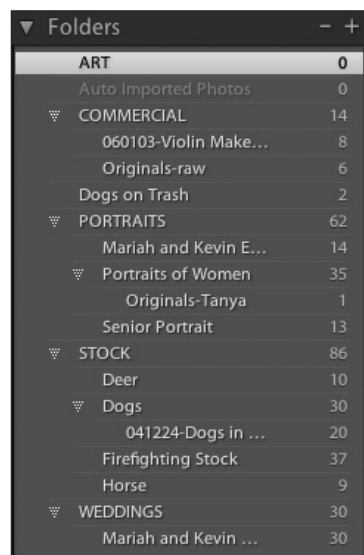 Folders - +
ART 0
Auto Imported Photos 0
COMMERCIAL 14
060103-Violin Make... 8
Originals-raw 6
Dogs on Trash 2
PORTRAITS 62
Mariah and Kevin E... 14
Portraits of Women 35
Originals-Tanya 1
Senior Portrait 13
STOCK 86
Deer 10
Dogs 30
041224-Dogs in ... 20
Firefighting Stock 37
Horse 9
WEDDINGS 30
Mariah and Kevin ... 30